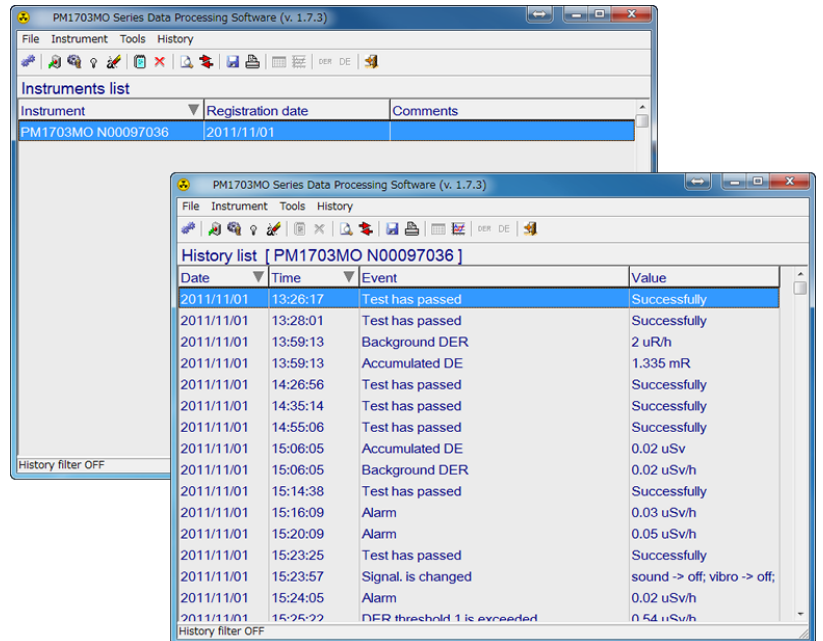 PM1703MO Series Data Processing Software (v. 1.7.3)
File Instrument Tools History
DER DE
Instruments list
Instrument Registration date Comments
PM1703MO N00097036 2011/11/01
History filter OFF
PM1703MO Series Data Processing Software (v. 1.7.3)
File Instrument Tools History
DER DE
History list [ PM1703MO N00097036 ]
Date Time Event Value
2011/11/01 13:26:17 Test has passed Successfully
2011/11/01 13:28:01 Test has passed Successfully
2011/11/01 13:59:13 Background DER 2 uR/h
2011/11/01 13:59:13 Accumulated DE 1.335 mR
2011/11/01 14:26:56 Test has passed Successfully
2011/11/01 14:35:14 Test has passed Successfully
2011/11/01 14:55:06 Test has passed Successfully
2011/11/01 15:06:05 Accumulated DE 0.02 uSv
2011/11/01 15:06:05 Background DER 0.02 uSv/h
2011/11/01 15:14:38 Test has passed Successfully
2011/11/01 15:16:09 Alarm 0.03 uSv/h
2011/11/01 15:20:09 Alarm 0.05 uSv/h
2011/11/01 15:23:25 Test has passed Successfully
2011/11/01 15:23:57 Signal. is changed sound -> off; vibro -> off;
2011/11/01 15:24:05 Alarm 0.02 uSv/h
2011/11/01 15:25:22 DER threshold 1 is exceeded 0.54 uSv/h
History filter OFF